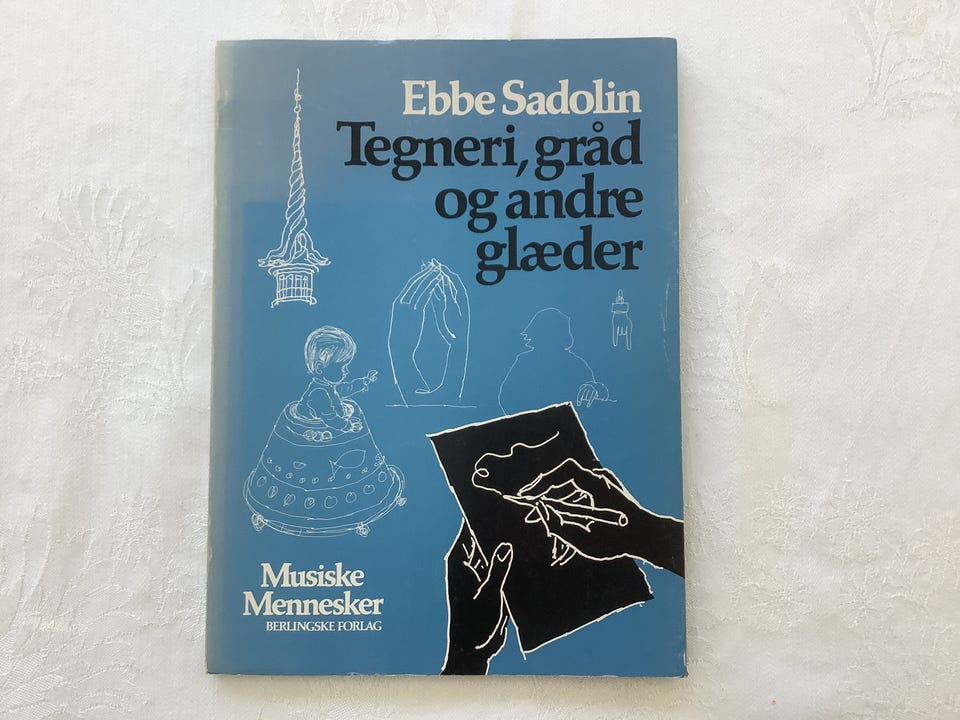 Ebbe Sadolin
Tegneri, gråd
og andre
glæder
Musiske
Mennesker
BERLINGSKE FORLAG